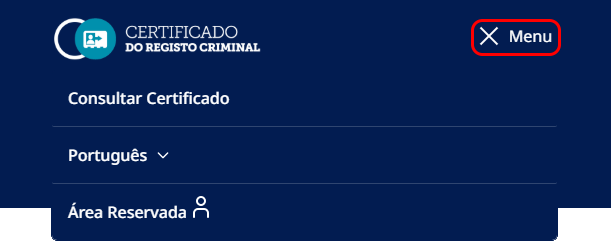 CERTIFICADO
DO REGISTO CRIMINAL
Menu
Consultar Certificado
Português
Área Reservada